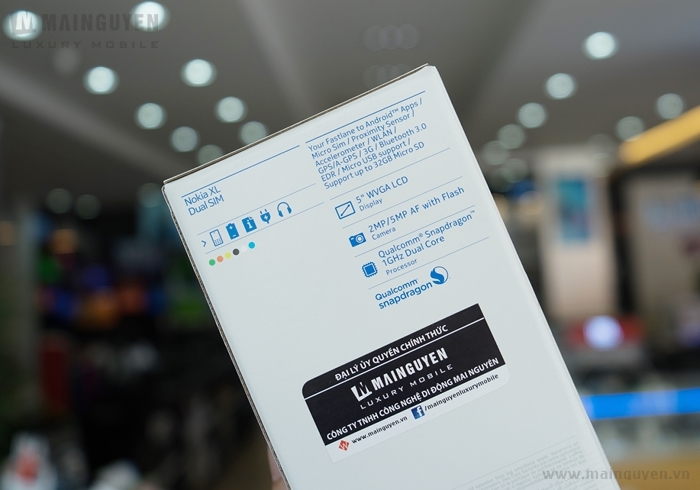 MAINGUYEN
LUXURY MOBILE
Nokia XL
Dual SIM
Your Fastlane to Android™ Apps /
Micro Sim / Proximity Sensor /
Accelerometer / WLAN /
GPS/A-GPS / 3G / Bluetooth 3.0
EDR / Micro USB support /
Support up to 32GB Micro SD
5" WVGA LCD
Display
2MP/5MP AF with Flash
Camera
Qualcomm® Snapdragon™
1GHz Dual Core
Processor
Qualcomm
snapdragon
ĐẠI LÝ ỦY QUYỀN CHÍNH THỨC
MAINGUYEN
LUXURY MOBILE
CÔNG TY TNHH CÔNG NGHỆ DI ĐỘNG MAI NGUYÊN
www.mainguyen.vn /mainguyenluxurymobile
www.mainguyen.vn